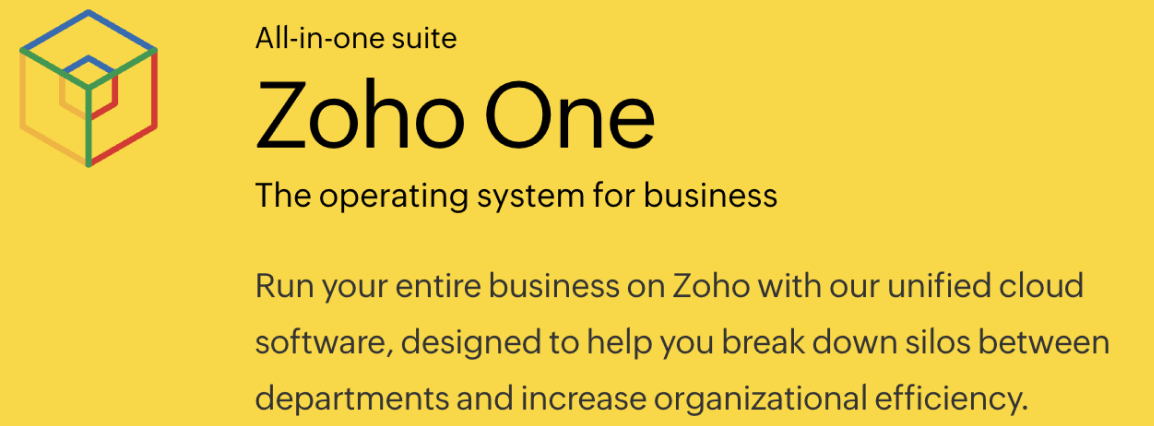 All-in-one suite
Zoho One
The operating system for business
Run your entire business on Zoho with our unified cloud
software, designed to help you break down silos between
departments and increase organizational efficiency.